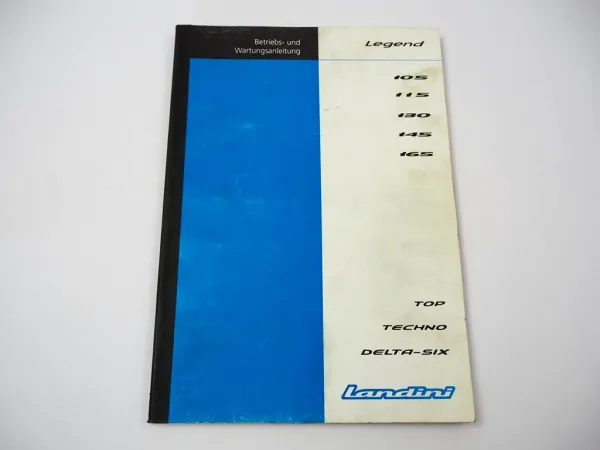 Betriebs- und
Wartungsanleitung
Legend
105
115
130
145
165
TOP
TECHNO
DELTA-SIX
Landini